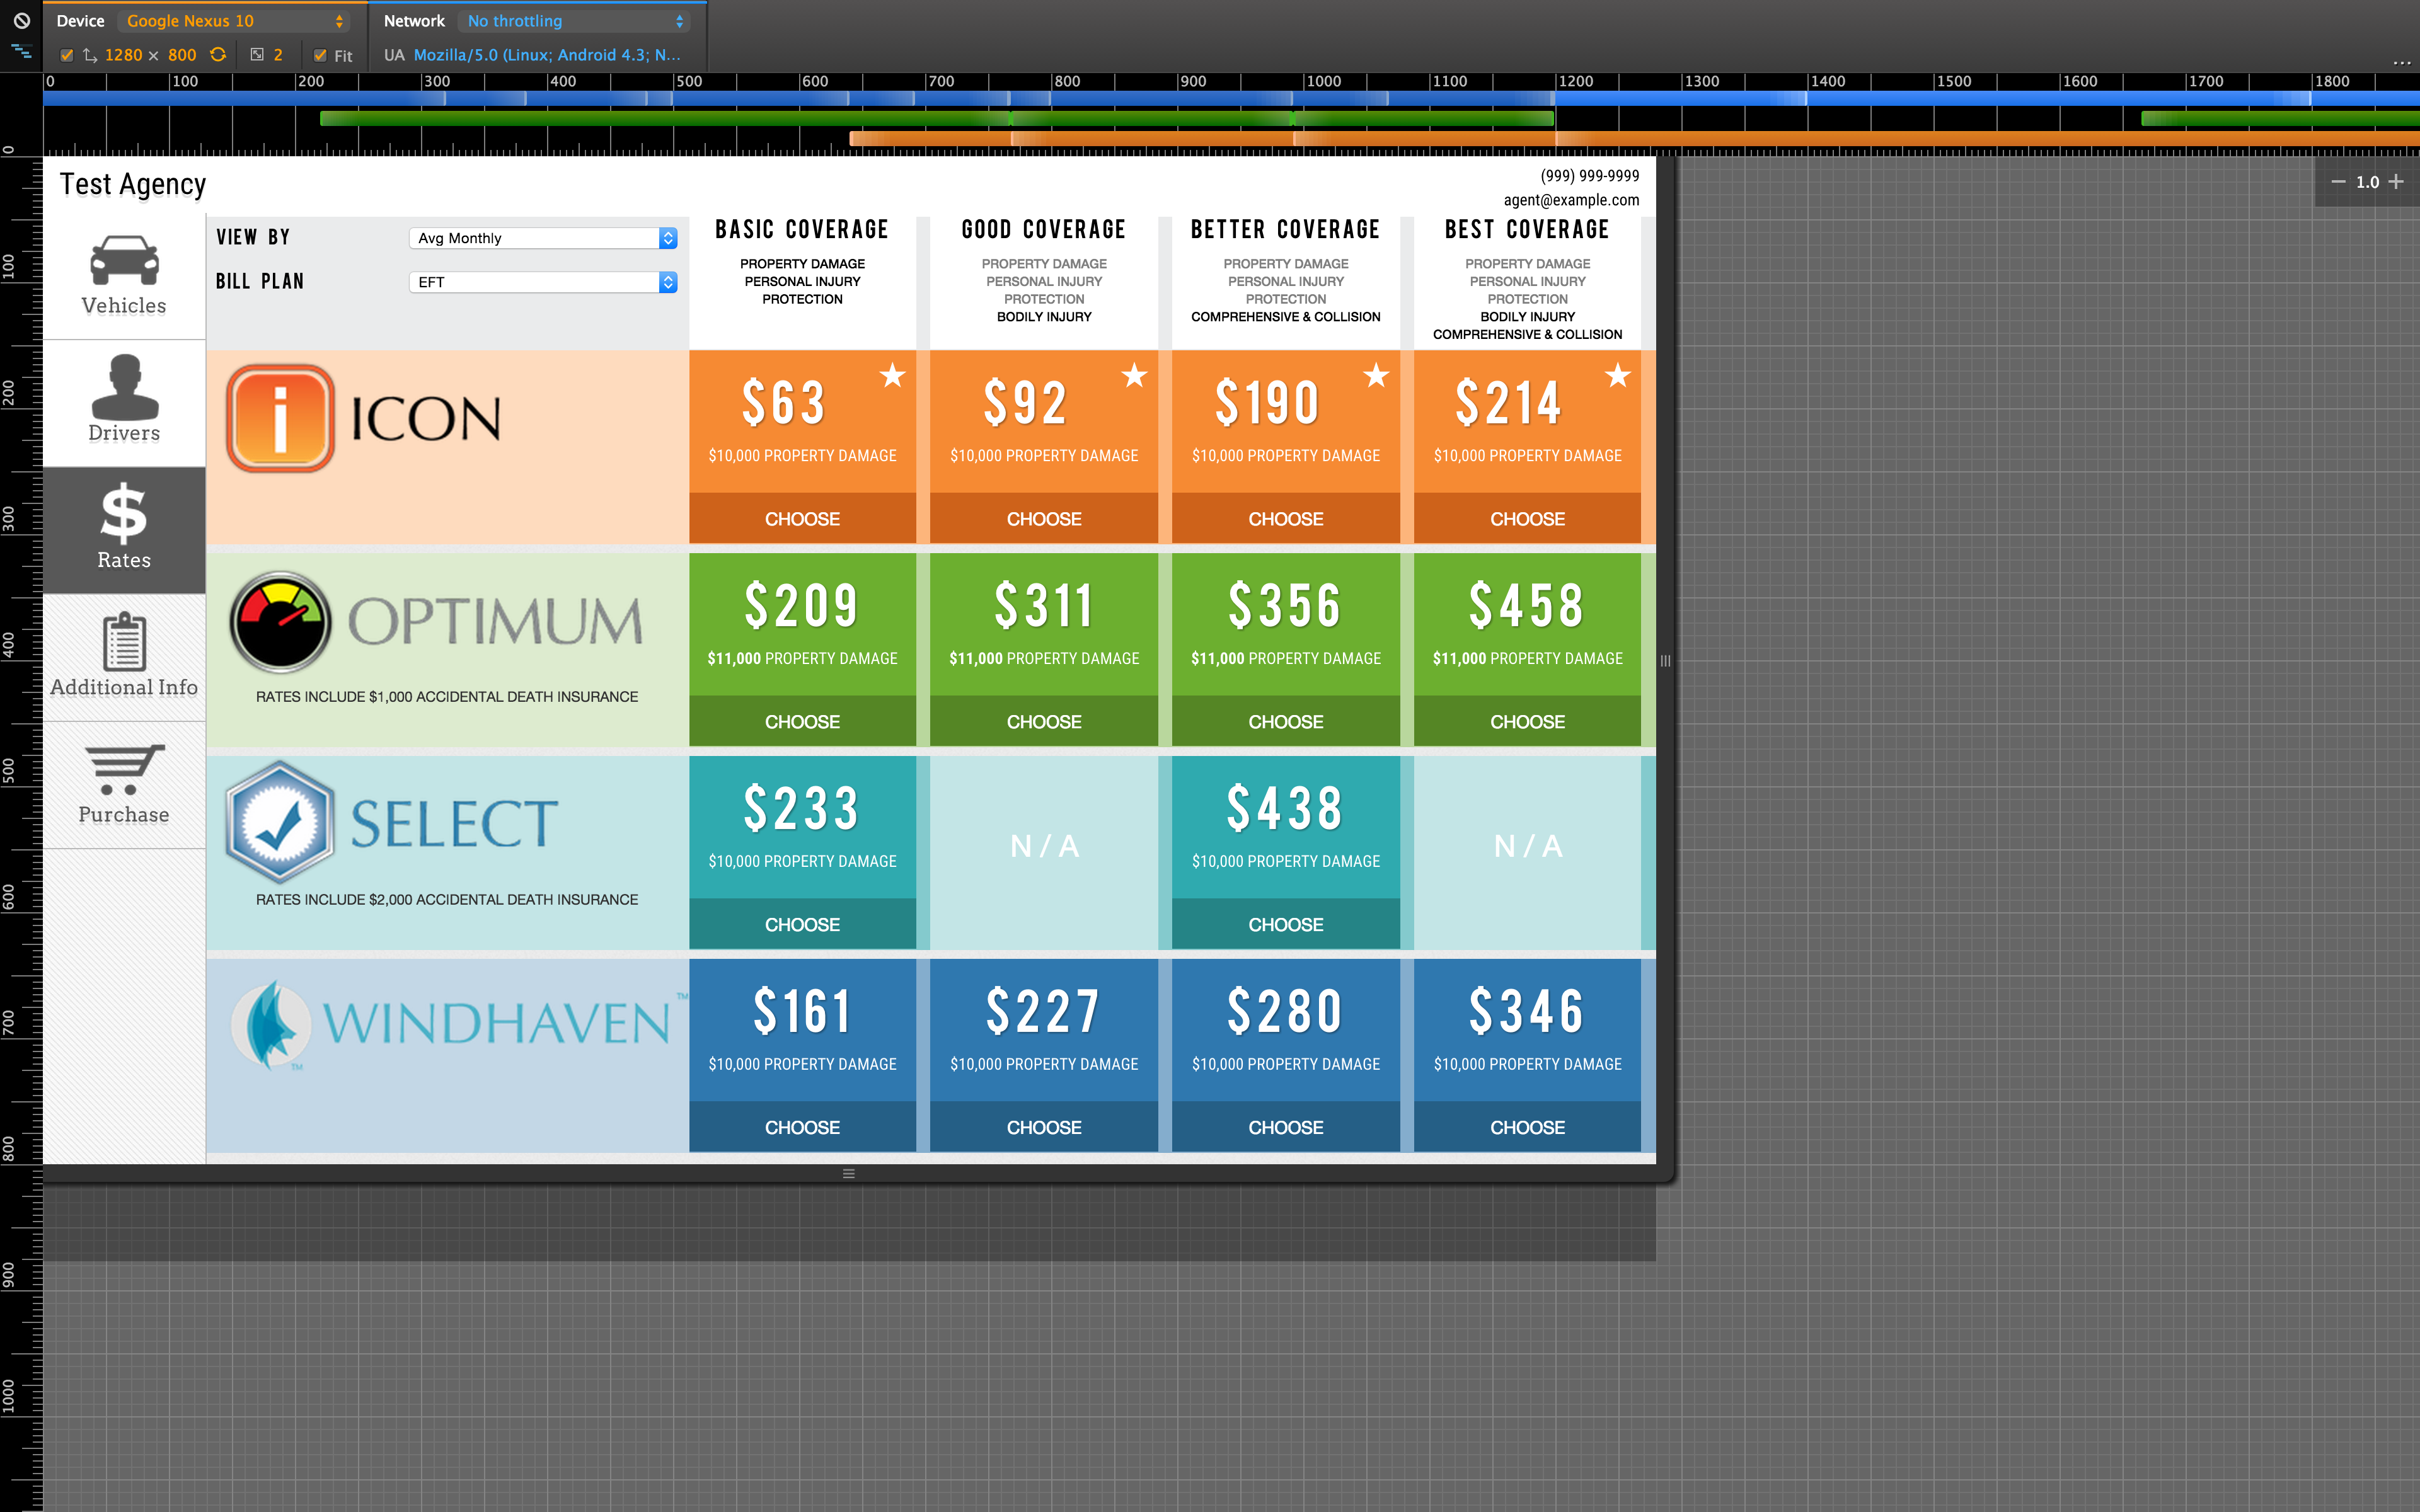 Device Google Nexus 10 Network No throttling
1280 × 800 2 Fit UA Mozilla/5.0 (Linux; Android 4.3; N...
...
0 100 200 300 400 500 600 700 800 900 1000 1100 1200 1300 1400 1500 1600 1700 1800
0
100
200
300
400
500
600
700
800
900
1000
− 1.0 +
Test Agency
(999) 999-9999
agent@example.com
Vehicles
Drivers
Rates
Additional Info
Purchase
VIEW BY Avg Monthly
BILL PLAN EFT
BASIC COVERAGE
PROPERTY DAMAGE
PERSONAL INJURY
PROTECTION
GOOD COVERAGE
PROPERTY DAMAGE
PERSONAL INJURY
PROTECTION
BODILY INJURY
BETTER COVERAGE
PROPERTY DAMAGE
PERSONAL INJURY
PROTECTION
COMPREHENSIVE & COLLISION
BEST COVERAGE
PROPERTY DAMAGE
PERSONAL INJURY
PROTECTION
BODILY INJURY
COMPREHENSIVE & COLLISION
i ICON
$63 $92 $190 $214
$10,000 PROPERTY DAMAGE $10,000 PROPERTY DAMAGE $10,000 PROPERTY DAMAGE $10,000 PROPERTY DAMAGE
CHOOSE CHOOSE CHOOSE CHOOSE
OPTIMUM
RATES INCLUDE $1,000 ACCIDENTAL DEATH INSURANCE
$209 $311 $356 $458
$11,000 PROPERTY DAMAGE $11,000 PROPERTY DAMAGE $11,000 PROPERTY DAMAGE $11,000 PROPERTY DAMAGE
CHOOSE CHOOSE CHOOSE CHOOSE
SELECT
RATES INCLUDE $2,000 ACCIDENTAL DEATH INSURANCE
$233 N/A $438 N/A
$10,000 PROPERTY DAMAGE $10,000 PROPERTY DAMAGE
CHOOSE CHOOSE
WINDHAVEN™
™
$161 $227 $280 $346
$10,000 PROPERTY DAMAGE $10,000 PROPERTY DAMAGE $10,000 PROPERTY DAMAGE $10,000 PROPERTY DAMAGE
CHOOSE CHOOSE CHOOSE CHOOSE